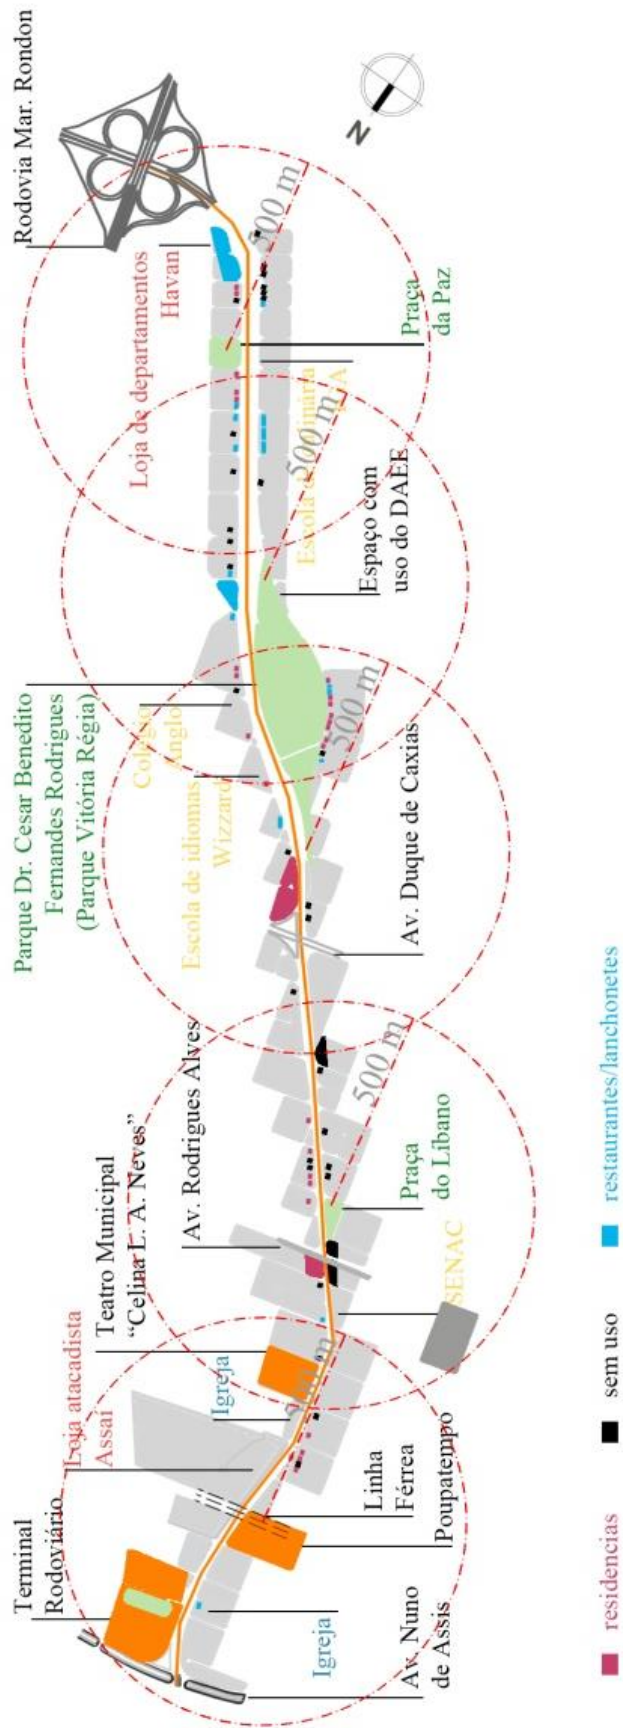 Terminal
Rodoviário
Loja atacadista
Assai
Igreja
Teatro Municipal
“Celina L. A. Neves”
Av. Rodrigues Alves
Parque Dr. Cesar Benedito
Fernandes Rodrigues
(Parque Vitória Régia)
Escola de idiomas
Wizzard
Colégio
Anglo
Loja de departamentos
Havan
Rodovia Mar. Rondon
N
Igreja
Av. Nuno
de Assis
Linha
Férrea
Poupatempo
SENAC
Praça
do Líbano
Av. Duque de Caxias
Espaço com
uso do DAEE
Escola
Praça
da Paz
500 m
500 m
500 m
500 m
residencias
sem uso
restaurantes/lanchonetes